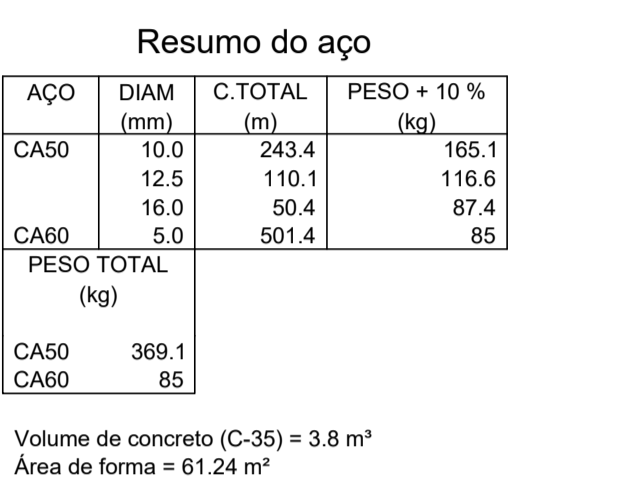 Resumo do aço
AÇO DIAM C.TOTAL PESO + 10 %
(mm) (m) (kg)
CA50 10.0 243.4 165.1
12.5 110.1 116.6
16.0 50.4 87.4
CA60 5.0 501.4 85
PESO TOTAL
(kg)
CA50 369.1
CA60 85
Volume de concreto (C-35) = 3.8 m³
Área de forma = 61.24 m²